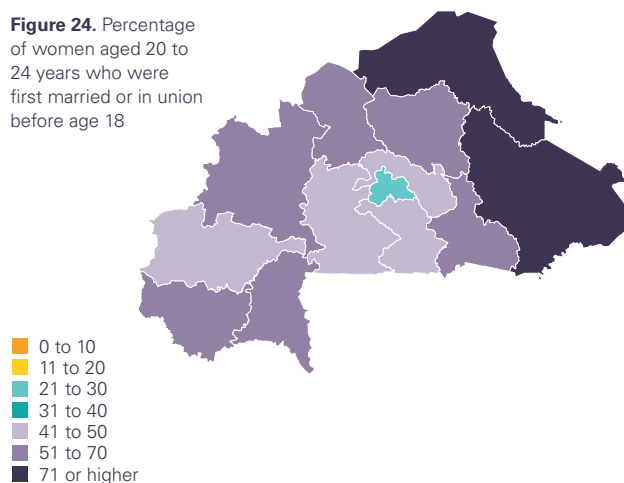 Figure 24. Percentage
of women aged 20 to
24 years who were
first married or in union
before age 18
0 to 10
11 to 20
21 to 30
31 to 40
41 to 50
51 to 70
71 or higher